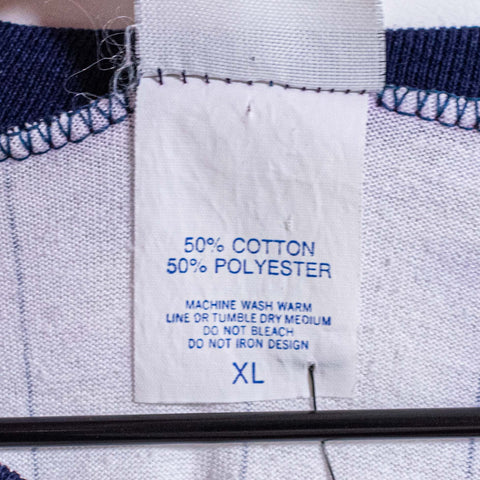 50% COTTON
50% POLYESTER
MACHINE WASH WARM
LINE OR TUMBLE DRY MEDIUM
DO NOT BLEACH
DO NOT IRON DESIGN
XL